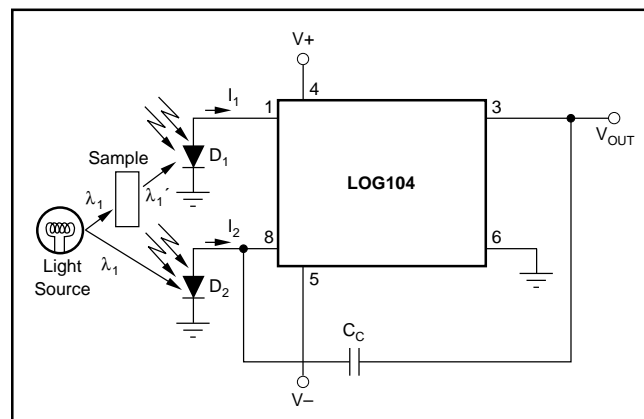 V+
4
I1
1
3
VOUT
Sample
D1
LOG104
λ1
λ1´
I2
8
6
λ1
Light
Source
D2
5
CC
V–